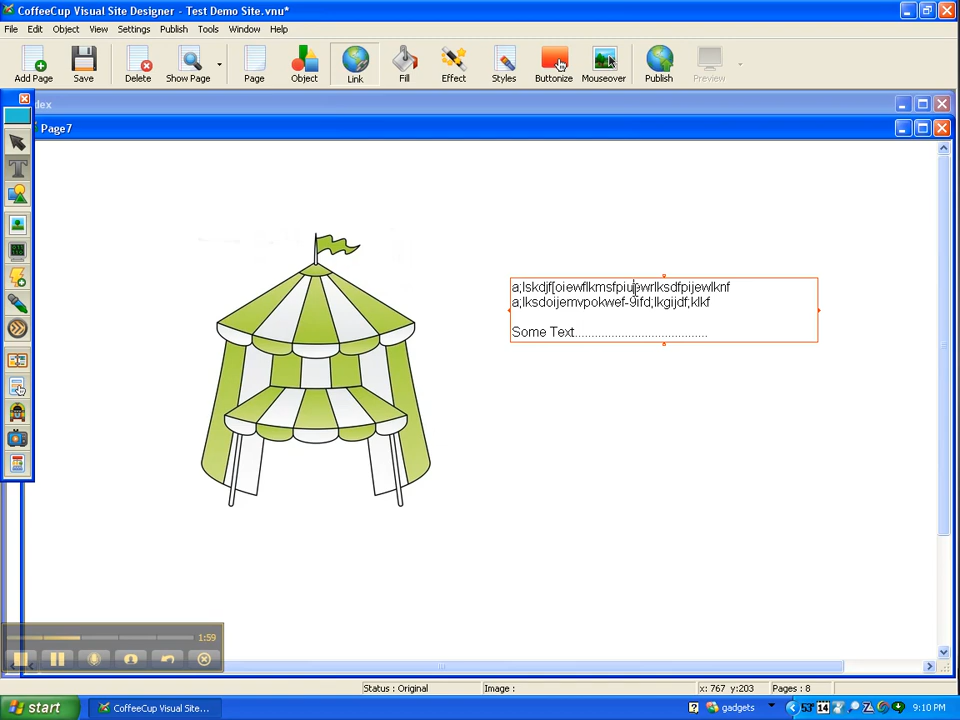 CoffeeCup Visual Site Designer - Test Demo Site.vnu*
File Edit Object View Settings Publish Tools Window Help
Add Page Save Delete Show Page Page Object Link Fill Effect Styles Buttonize Mouseover Publish Preview
dex
Page7
a;lskdjf[oiewflkmsfpiujewrlksdfpijewlknf
a;lksdoijemvpokwef-9ifd;lkgijdf;klkf
Some Text........................................
1:59
Status : Original Image : x: 767 y:203 Pages : 8
start CoffeeCup Visual Site... gadgets 53° 14 9:10 PM